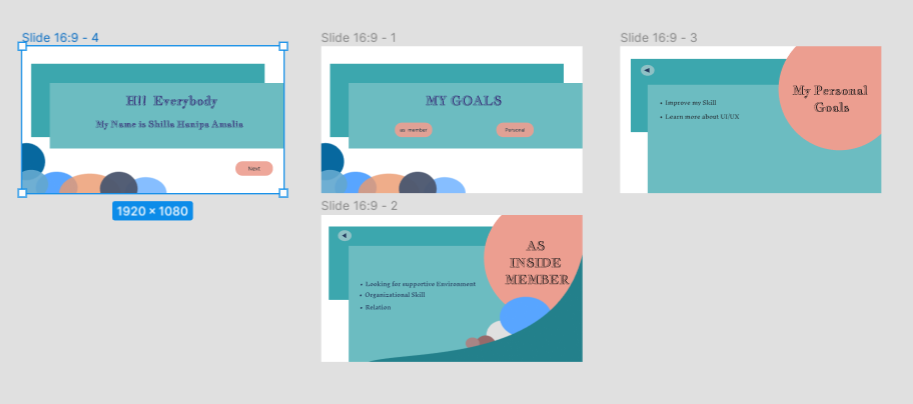 Slide 16:9 - 4
Hi! Everybody
My Name is Shilla Haniya Amalia
Next
1920 × 1080
Slide 16:9 - 1
MY GOALS
as member
Personal
Slide 16:9 - 3
My Personal
Goals
• Improve my Skill
• Learn more about UI/UX
Slide 16:9 - 2
AS
INSIDE
MEMBER
• Looking for supportive Environment
• Organizational Skill
• Relation